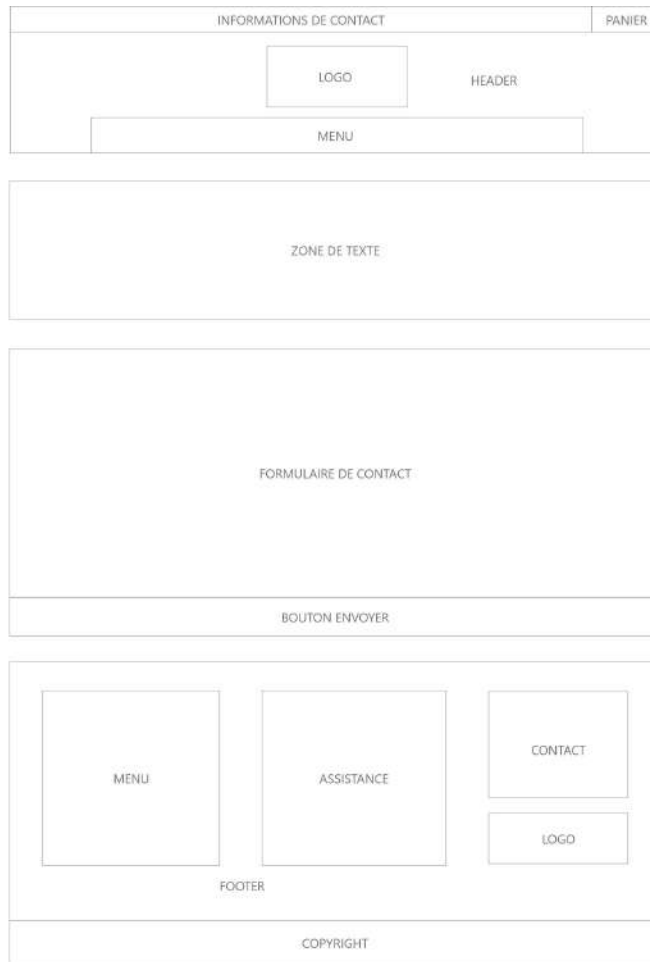 INFORMATIONS DE CONTACT
PANIER
LOGO
HEADER
MENU
ZONE DE TEXTE
FORMULAIRE DE CONTACT
BOUTON ENVOYER
MENU
ASSISTANCE
CONTACT
LOGO
FOOTER
COPYRIGHT